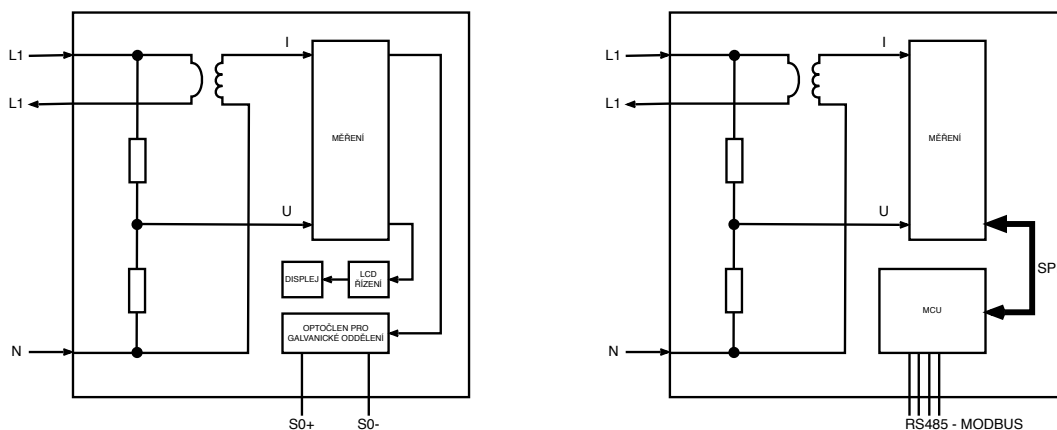 L1
I
L1
MĚŘENÍ
U
DISPLEJ
LCD
ŘÍZENÍ
OPTOČLEN PRO
GALVANICKÉ ODDĚLENÍ
N
S0+
S0-
L1
I
L1
MĚŘENÍ
U
SP
MCU
N
RS485 - MODBUS